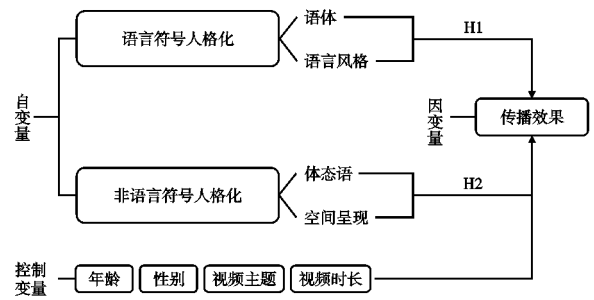 语言符号人格化
语体
语言风格
H1
自变量
因变量
传播效果
非语言符号人格化
体态语
空间呈现
H2
控制
变量
年龄
性别
视频主题
视频时长